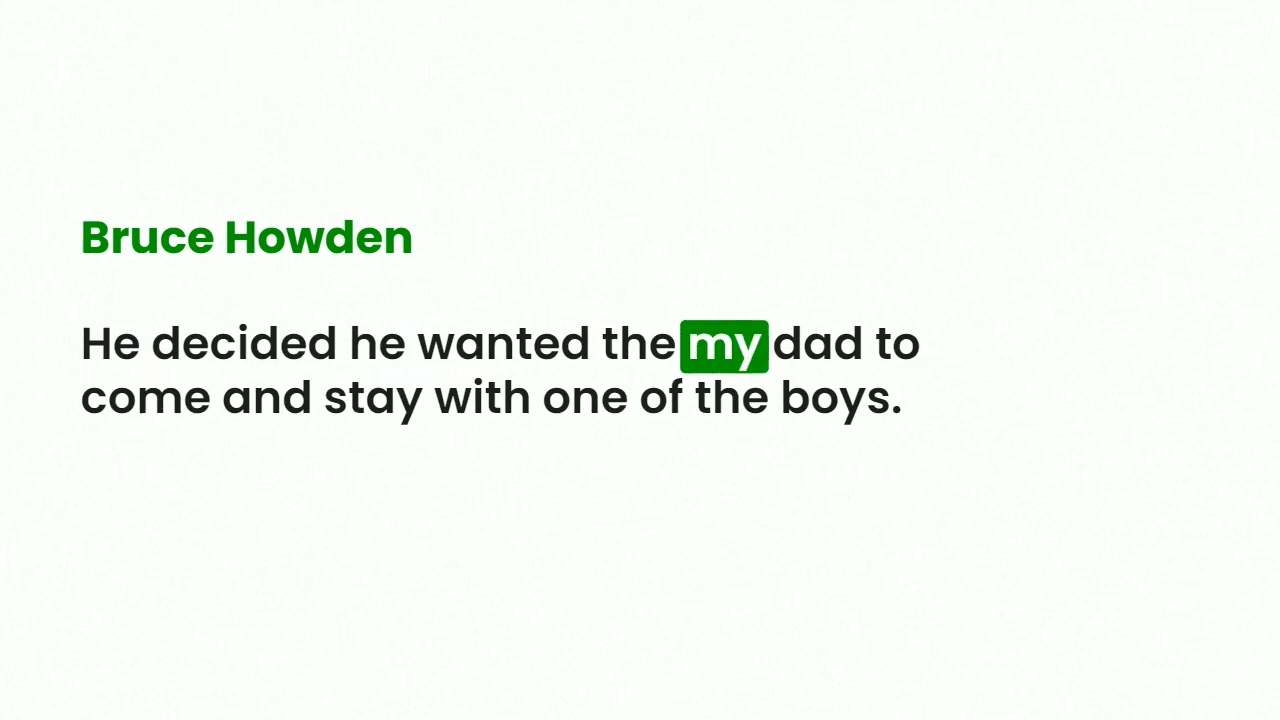 Bruce Howden
He decided he wanted the my dad to
come and stay with one of the boys.